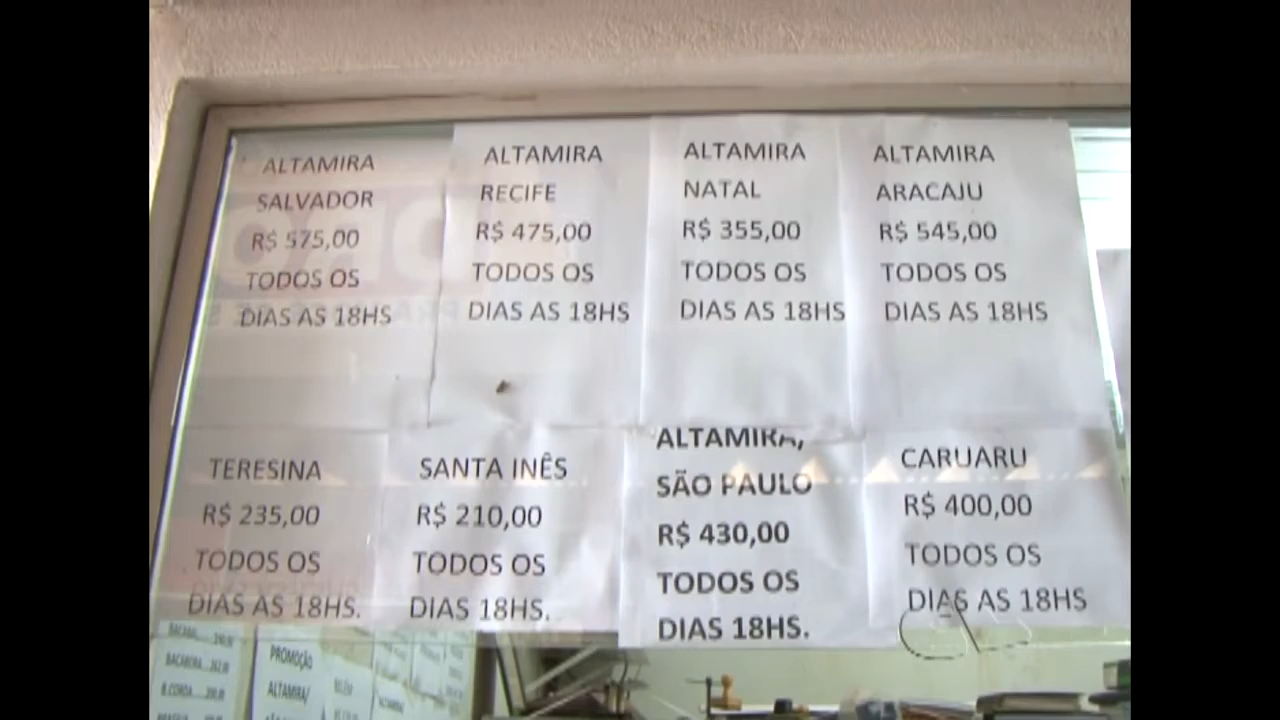 ALTAMIRA
SALVADOR
R$ 575,00
TODOS OS
DIAS AS 18HS
ALTAMIRA
RECIFE
R$ 475,00
TODOS OS
DIAS AS 18HS
ALTAMIRA
NATAL
R$ 355,00
TODOS OS
DIAS AS 18HS
ALTAMIRA
ARACAJU
R$ 545,00
TODOS OS
DIAS AS 18HS
TERESINA
R$ 235,00
TODOS OS
DIAS AS 18HS.
SANTA INÊS
R$ 210,00
TODOS OS
DIAS 18HS.
ALTAMIRA,
SÃO PAULO
R$ 430,00
TODOS OS
DIAS 18HS.
CARUARU
R$ 400,00
TODOS OS
DIAS AS 18HS
BACABEIRA
B.CORDA
PROMOÇÃO
ALTAMIRA/